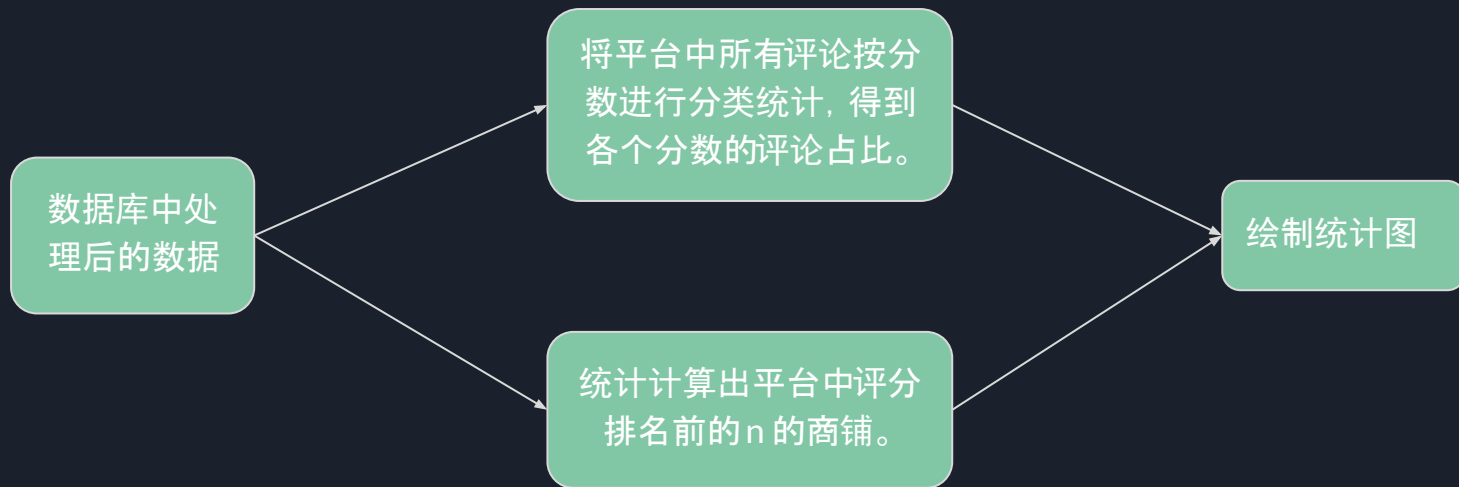 数据库中处
理后的数据
将平台中所有评论按分
数进行分类统计，得到
各个分数的评论占比。
统计计算出平台中评分
排名前的n的商铺。
绘制统计图